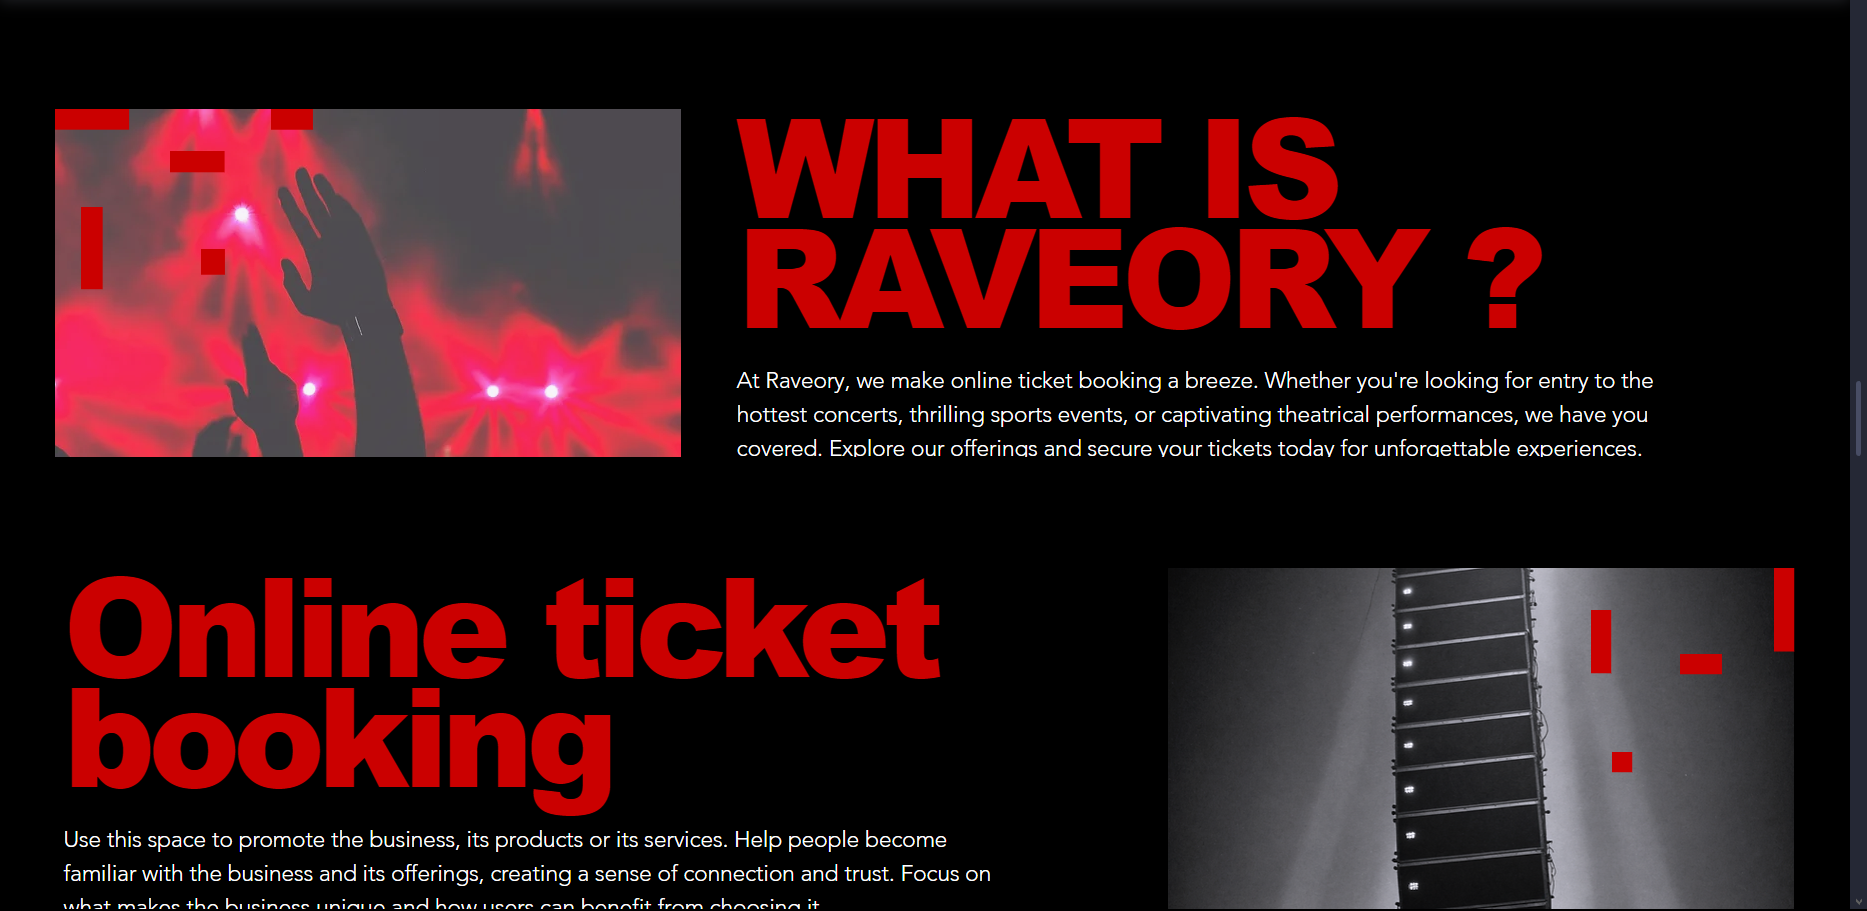 WHAT IS
RAVEORY ?
At Raveory, we make online ticket booking a breeze. Whether you're looking for entry to the
hottest concerts, thrilling sports events, or captivating theatrical performances, we have you
covered. Explore our offerings and secure your tickets today for unforgettable experiences.
Online ticket
booking
Use this space to promote the business, its products or its services. Help people become
familiar with the business and its offerings, creating a sense of connection and trust. Focus on
what makes the business unique and how users can benefit from choosing it.